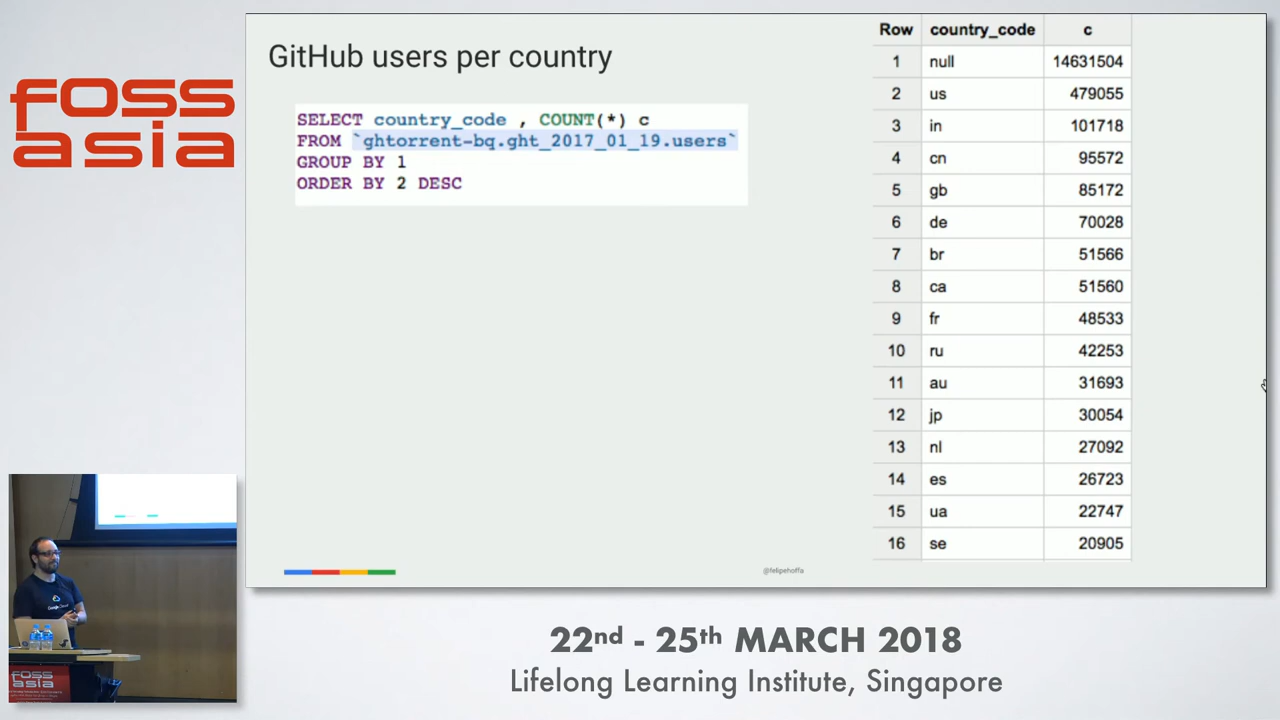 foss
asia
GitHub users per country
SELECT country_code , COUNT(*) c
FROM `ghtorrent-bq.ght_2017_01_19.users`
GROUP BY 1
ORDER BY 2 DESC
Row country_code c
1 null 14631504
2 us 479055
3 in 101718
4 cn 95572
5 gb 85172
6 de 70028
7 br 51566
8 ca 51560
9 fr 48533
10 ru 42253
11 au 31693
12 jp 30054
13 nl 27092
14 es 26723
15 ua 22747
16 se 20905
@felipehoffa
foss
asia
22nd - 25th MARCH 2018
Lifelong Learning Institute, Singapore